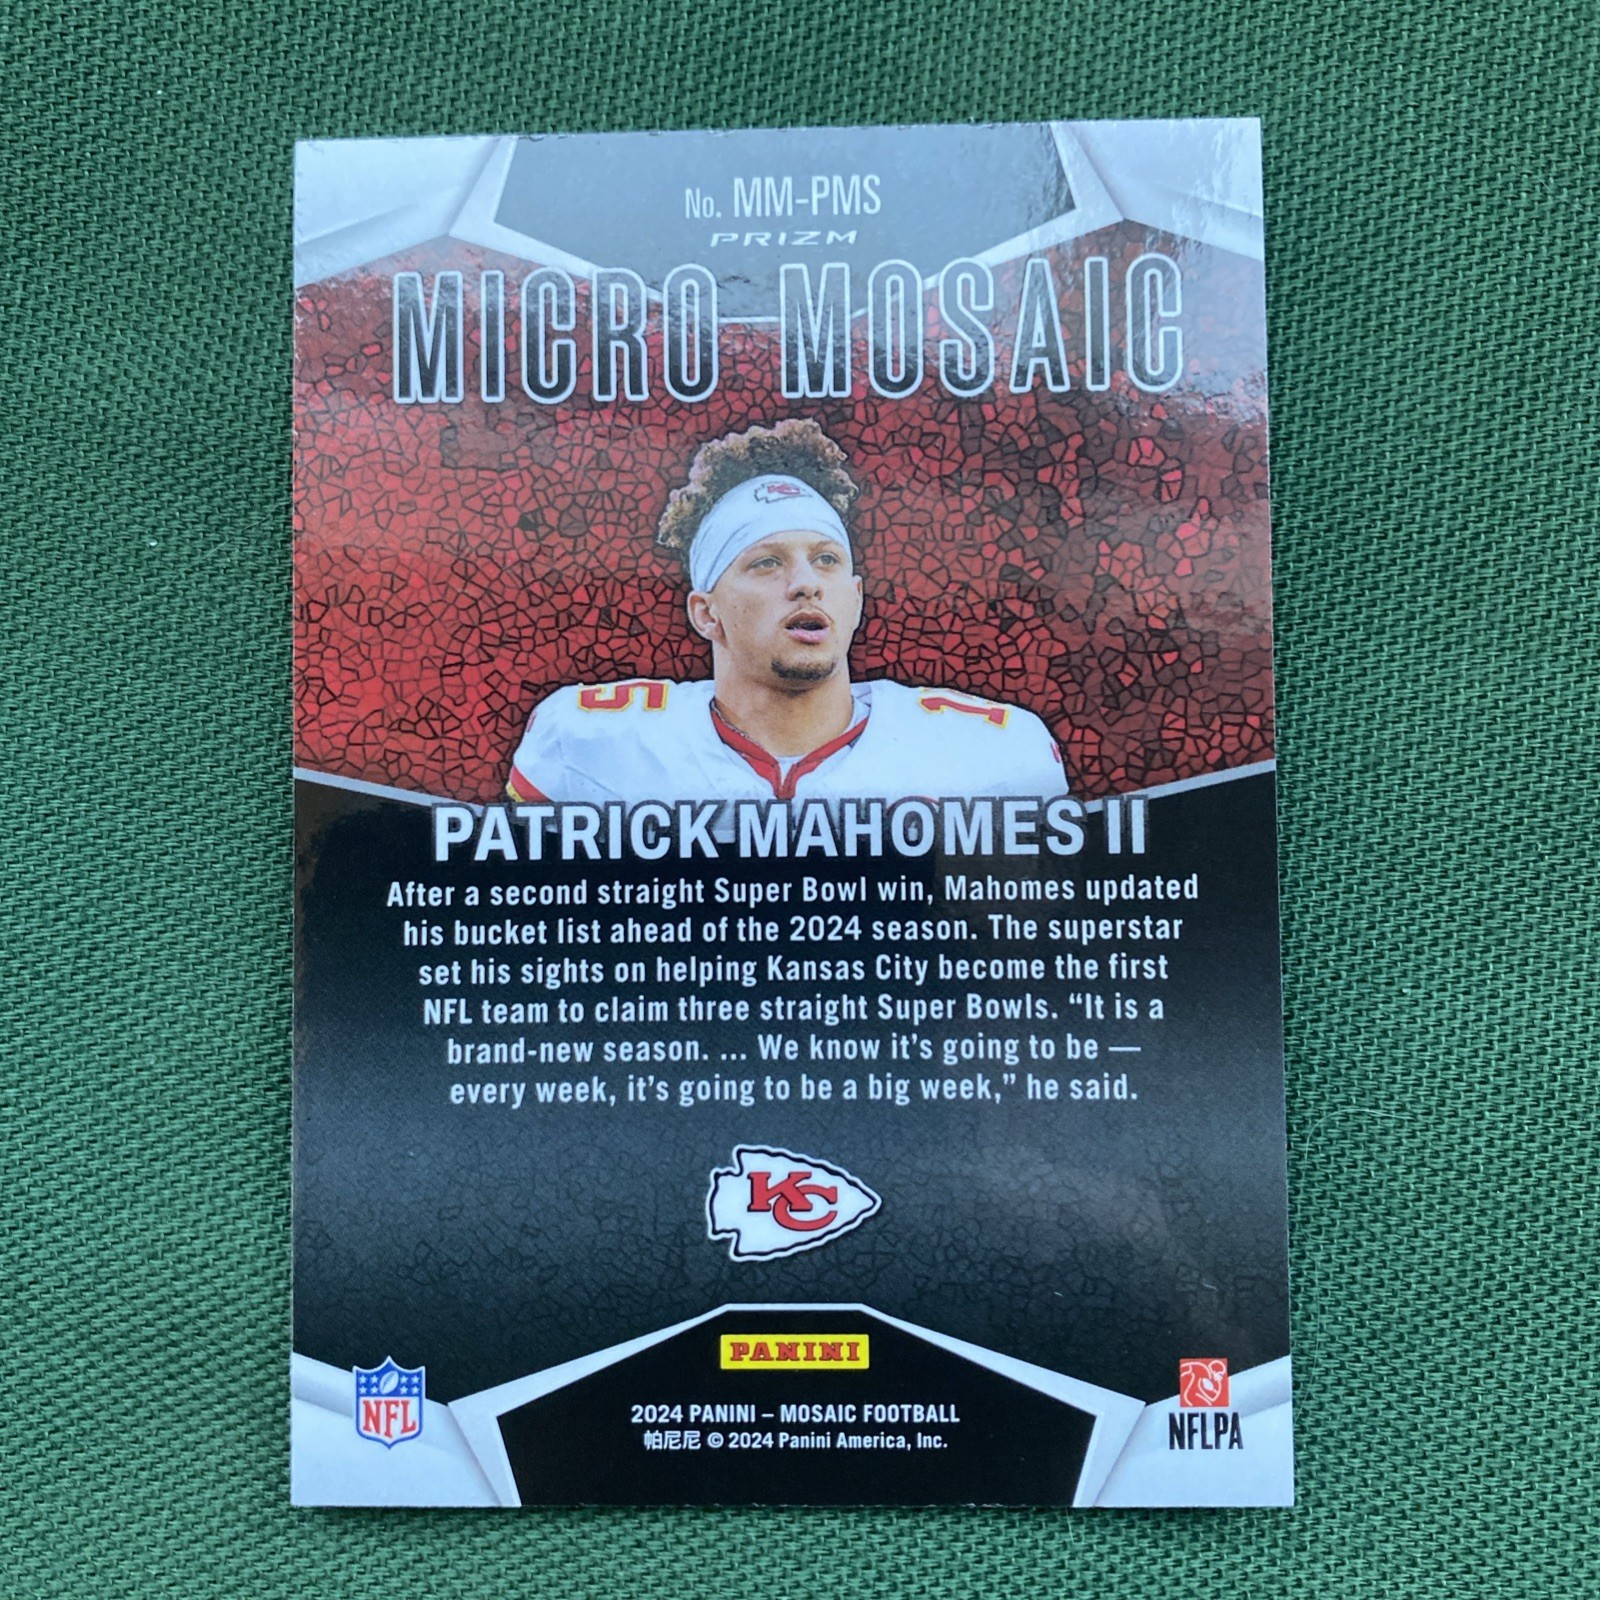 No. MM-PMS
PRIZM
MICRO MOSAIC
KC
5
15
PATRICK MAHOMES II
After a second straight Super Bowl win, Mahomes updated
his bucket list ahead of the 2024 season. The superstar
set his sights on helping Kansas City become the first
NFL team to claim three straight Super Bowls. “It is a
brand-new season. ... We know it’s going to be —
every week, it’s going to be a big week,” he said.
KC
PANINI
NFL
NFLPA
2024 PANINI – MOSAIC FOOTBALL
帕尼尼 © 2024 Panini America, Inc.